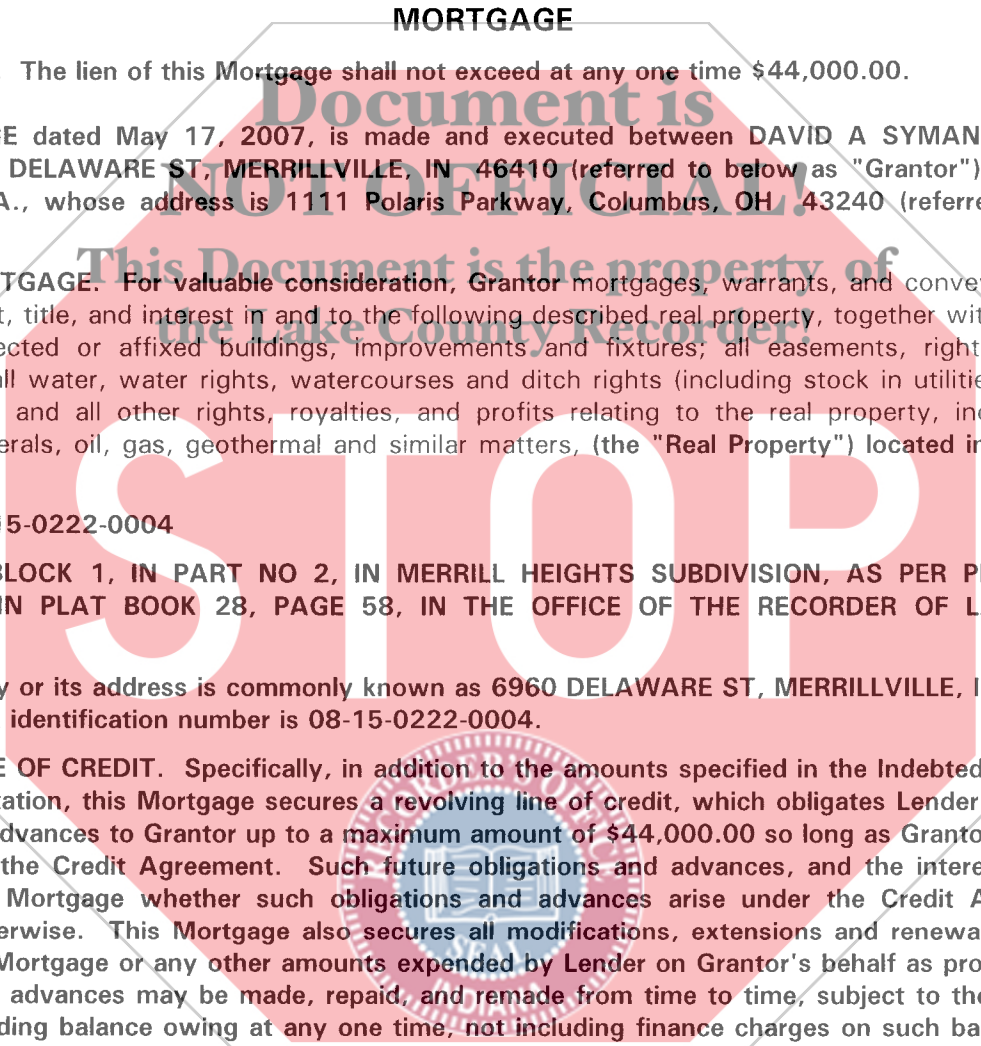 MORTGAGE
The lien of this Mortgage shall not exceed at any one time $44,000.00.
Document is
E dated May 17, 2007, is made and executed between DAVID A SYMAN
DELAWARE ST, MERRILLVILLE, IN 46410 (referred to below as "Grantor")
NOT OFFICIAL!
A., whose address is 1111 Polaris Parkway, Columbus, OH 43240 (referre
This Document is the property of
TGAGE. For valuable consideration, Grantor mortgages, warrants, and convey
t, title, and interest in and to the following described real property, together wit
the Lake County Recorder!
ected or affixed buildings, improvements and fixtures; all easements, right
ll water, water rights, watercourses and ditch rights (including stock in utilitie
and all other rights, royalties, and profits relating to the real property, inc
erals, oil, gas, geothermal and similar matters, (the "Real Property") located in
STOP
15-0222-0004
BLOCK 1, IN PART NO 2, IN MERRILL HEIGHTS SUBDIVISION, AS PER P
IN PLAT BOOK 28, PAGE 58, IN THE OFFICE OF THE RECORDER OF L
y or its address is commonly known as 6960 DELAWARE ST, MERRILLVILLE, I
identification number is 08-15-0222-0004.
E OF CREDIT. Specifically, in addition to the amounts specified in the Indebted
tation, this Mortgage secures a revolving line of credit, which obligates Lender
dvances to Grantor up to a maximum amount of $44,000.00 so long as Granto
the Credit Agreement. Such future obligations and advances, and the intere
Mortgage whether such obligations and advances arise under the Credit A
erwise. This Mortgage also secures all modifications, extensions and renewa
Mortgage or any other amounts expended by Lender on Grantor's behalf as pro
advances may be made, repaid, and remade from time to time, subject to the
ding balance owing at any one time, not including finance charges on such ba
RECORDER'S OFFICE
SEAL
INDIANA